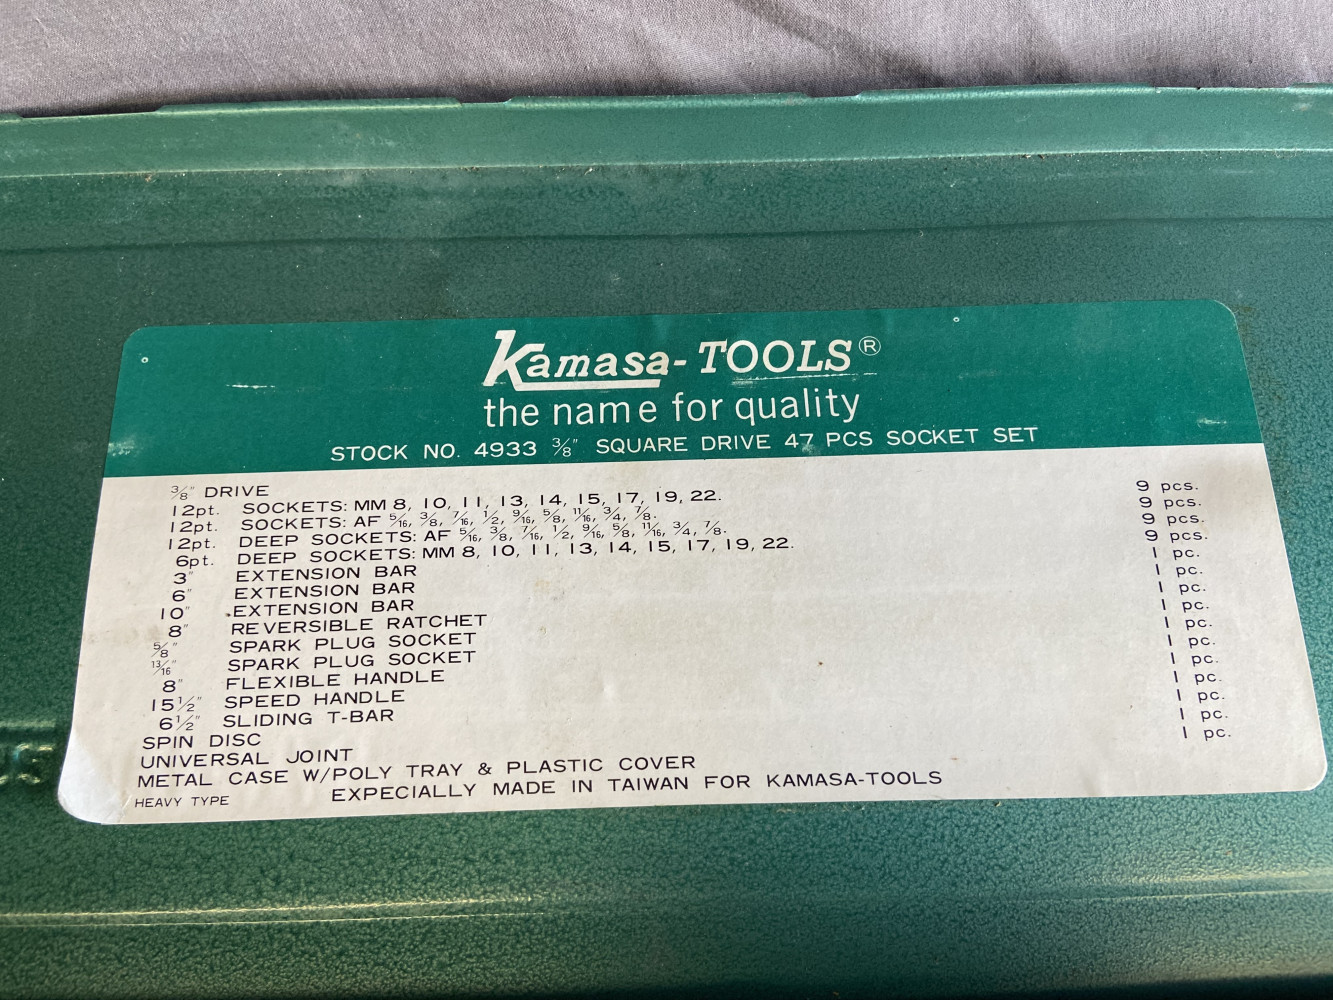 Kamasa-TOOLS®
the name for quality
STOCK NO. 4933 3/8" SQUARE DRIVE 47 PCS SOCKET SET
3/8" DRIVE
12pt. SOCKETS: MM 8, 10, 11, 13, 14, 15, 17, 19, 22. 9 pcs.
12pt. SOCKETS: AF 5/16, 3/8, 7/16, 1/2, 9/16, 5/8, 11/16, 3/4, 7/8. 9 pcs.
12pt. DEEP SOCKETS: AF 5/16, 3/8, 7/16, 1/2, 9/16, 5/8, 11/16, 3/4, 7/8. 9 pcs.
6pt. DEEP SOCKETS: MM 8, 10, 11, 13, 14, 15, 17, 19, 22. 9 pcs.
3" EXTENSION BAR 1 pc.
6" EXTENSION BAR 1 pc.
10" EXTENSION BAR 1 pc.
8" REVERSIBLE RATCHET 1 pc.
5/8" SPARK PLUG SOCKET 1 pc.
13/16" SPARK PLUG SOCKET 1 pc.
8" FLEXIBLE HANDLE 1 pc.
15 1/2" SPEED HANDLE 1 pc.
6 1/2" SLIDING T-BAR 1 pc.
SPIN DISC 1 pc.
UNIVERSAL JOINT 1 pc.
METAL CASE W/POLY TRAY & PLASTIC COVER
HEAVY TYPE EXPECIALLY MADE IN TAIWAN FOR KAMASA-TOOLS